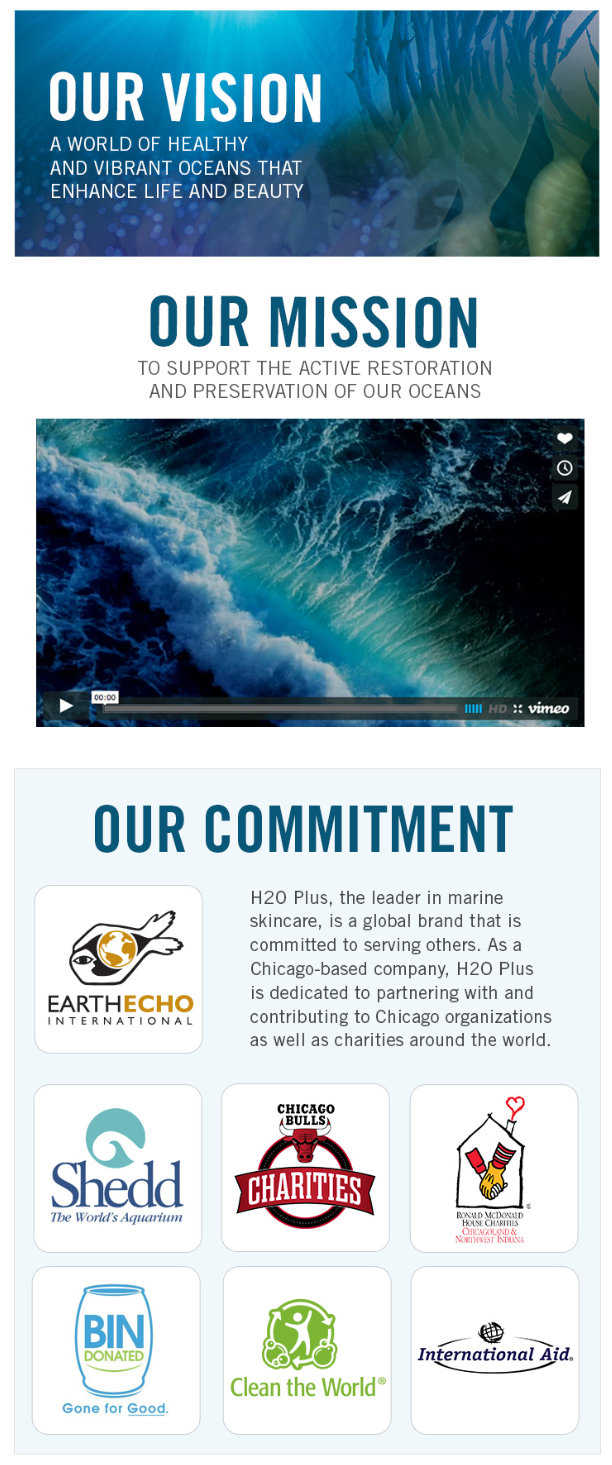 OUR VISION
A WORLD OF HEALTHY
AND VIBRANT OCEANS THAT
ENHANCE LIFE AND BEAUTY
OUR MISSION
TO SUPPORT THE ACTIVE RESTORATION
AND PRESERVATION OF OUR OCEANS
00:00
HD vimeo
OUR COMMITMENT
EARTHECHO
INTERNATIONAL
H2O Plus, the leader in marine
skincare, is a global brand that is
committed to serving others. As a
Chicago-based company, H2O Plus
is dedicated to partnering with and
contributing to Chicago organizations
as well as charities around the world.
Shedd
The World's Aquarium
CHICAGO
BULLS
CHARITIES
RONALD MCDONALD
HOUSE CHARITIES
CHICAGOLAND &
NORTHWEST INDIANA
®
BIN
DONATED
Gone for Good.
Clean the World®
International Aid®